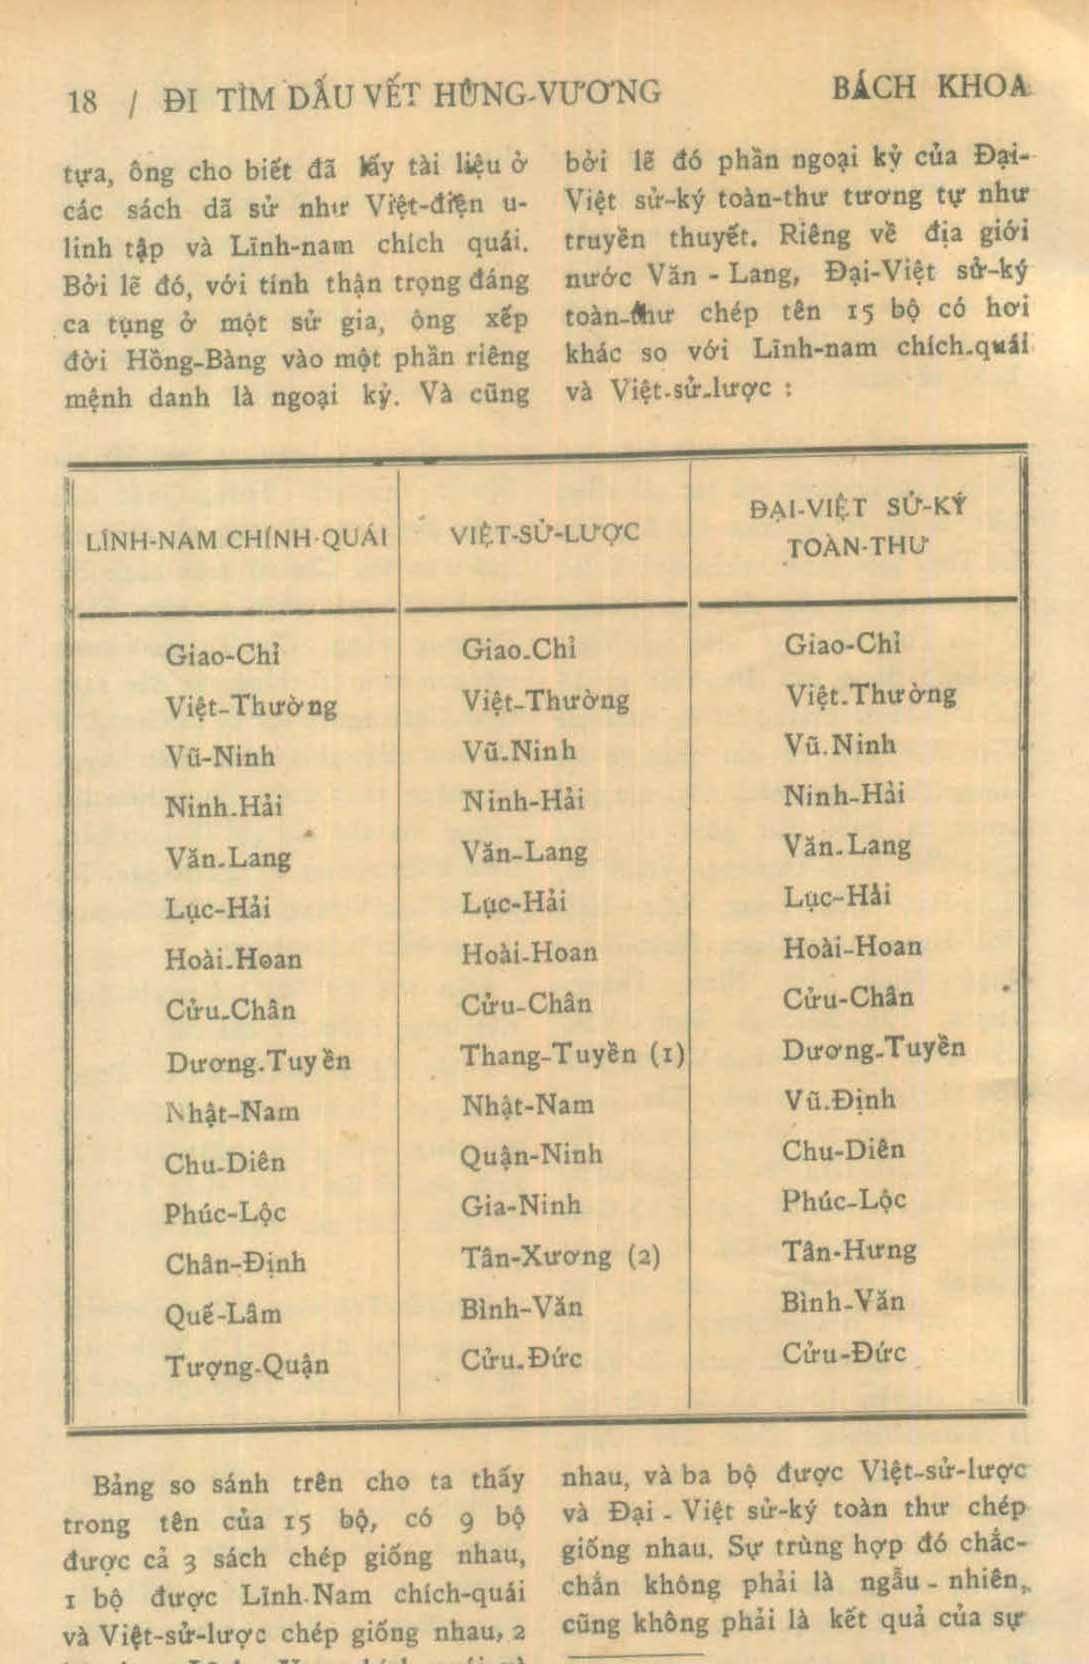 18 / ĐI TÌM DẤU VẾT HÙNG-VƯƠNG BÁCH KHOA
tựa, ông cho biết đã lấy tài liệu ở
các sách dã sử như Việt-điện u-
linh tập và Lĩnh-nam chích quái.
Bởi lẽ đó, với tính thận trọng đáng
ca tụng ở một sử gia, ông xếp
đời Hồng-Bàng vào một phần riêng
mệnh danh là ngoại kỷ. Và cũng
bởi lẽ đó phần ngoại kỷ của Đại-
Việt sử-ký toàn-thư tương tự như
truyền thuyết. Riêng về địa giới
nước Văn - Lang, Đại-Việt sử-ký
toàn-thư chép tên 15 bộ có hơi
khác so với Lĩnh-nam chích-quái
và Việt-sử-lược :
LĨNH-NAM CHÍNH-QUÁI
VIỆT-SỬ-LƯỢC
ĐẠI-VIỆT SỬ-KÝ
TOÀN-THƯ
Giao-Chỉ Giao-Chỉ Giao-Chỉ
Việt-Thường Việt-Thường Việt-Thường
Vũ-Ninh Vũ-Ninh Vũ-Ninh
Ninh-Hải Ninh-Hải Ninh-Hải
Văn-Lang Văn-Lang Văn-Lang
Lục-Hải Lục-Hải Lục-Hải
Hoài-Hoan Hoài-Hoan Hoài-Hoan
Cửu-Chân Cửu-Chân Cửu-Chân
Dương-Tuyền Thang-Tuyền (1) Dương-Tuyền
Nhật-Nam Nhật-Nam Vũ-Định
Chu-Diên Quận-Ninh Chu-Diên
Phúc-Lộc Gia-Ninh Phúc-Lộc
Chân-Định Tân-Xương (2) Tân-Hưng
Quế-Lâm Bình-Văn Bình-Văn
Tượng-Quận Cửu-Đức Cửu-Đức
Bảng so sánh trên cho ta thấy
trong tên của 15 bộ, có 9 bộ
được cả 3 sách chép giống nhau,
1 bộ được Lĩnh-Nam chích-quái
và Việt-sử-lược chép giống nhau, 2
nhau, và ba bộ được Việt-sử-lược
và Đại - Việt sử-ký toàn thư chép
giống nhau. Sự trùng hợp đó chắc-
chắn không phải là ngẫu - nhiên,
cũng không phải là kết quả của sự